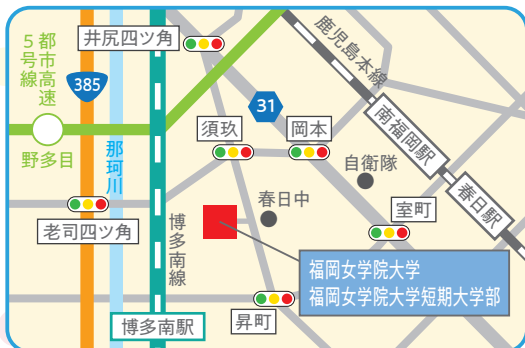 井尻四ツ角
鹿児島本線
都市高速
5号線
385
31
須玖
岡本
南福岡駅
野多目
那珂川
自衛隊
春日駅
春日中
室町
老司四ツ角
博多南線
福岡女学院大学
福岡女学院大学短期大学部
博多南駅
昇町